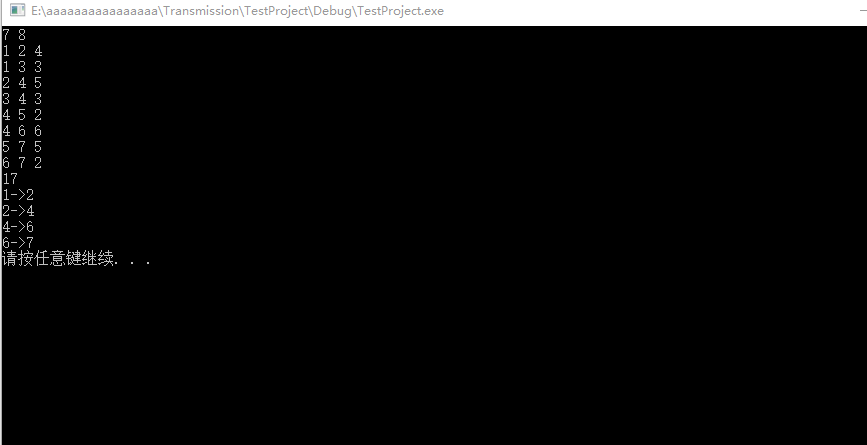 E:\aaaaaaaaaaaaaaaa\Transmission\TestProject\Debug\TestProject.exe
7 8
1 2 4
1 3 3
2 4 5
3 4 3
4 5 2
4 6 6
5 7 5
6 7 2
17
1->2
2->4
4->6
6->7
请按任意键继续. . .